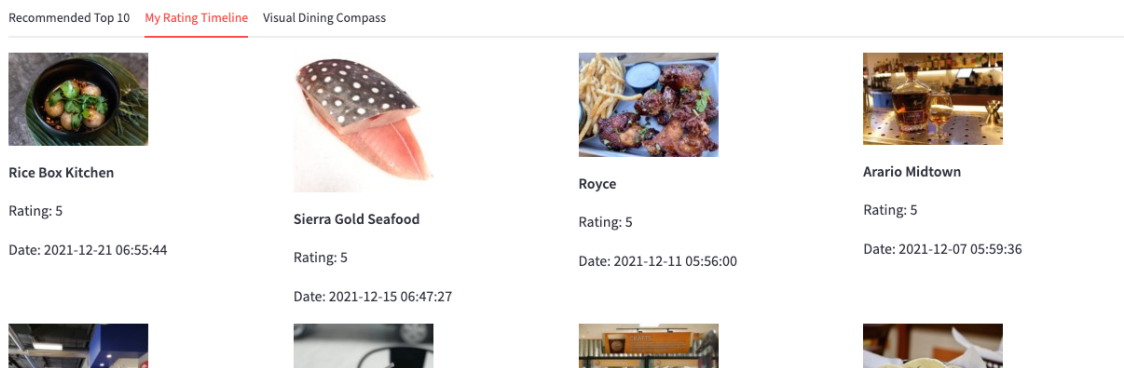 Recommended Top 10
My Rating Timeline
Visual Dining Compass
Rice Box Kitchen
Rating: 5
Date: 2021-12-21 06:55:44
Sierra Gold Seafood
Rating: 5
Date: 2021-12-15 06:47:27
Royce
Rating: 5
Date: 2021-12-11 05:56:00
Arario Midtown
Rating: 5
Date: 2021-12-07 05:59:36